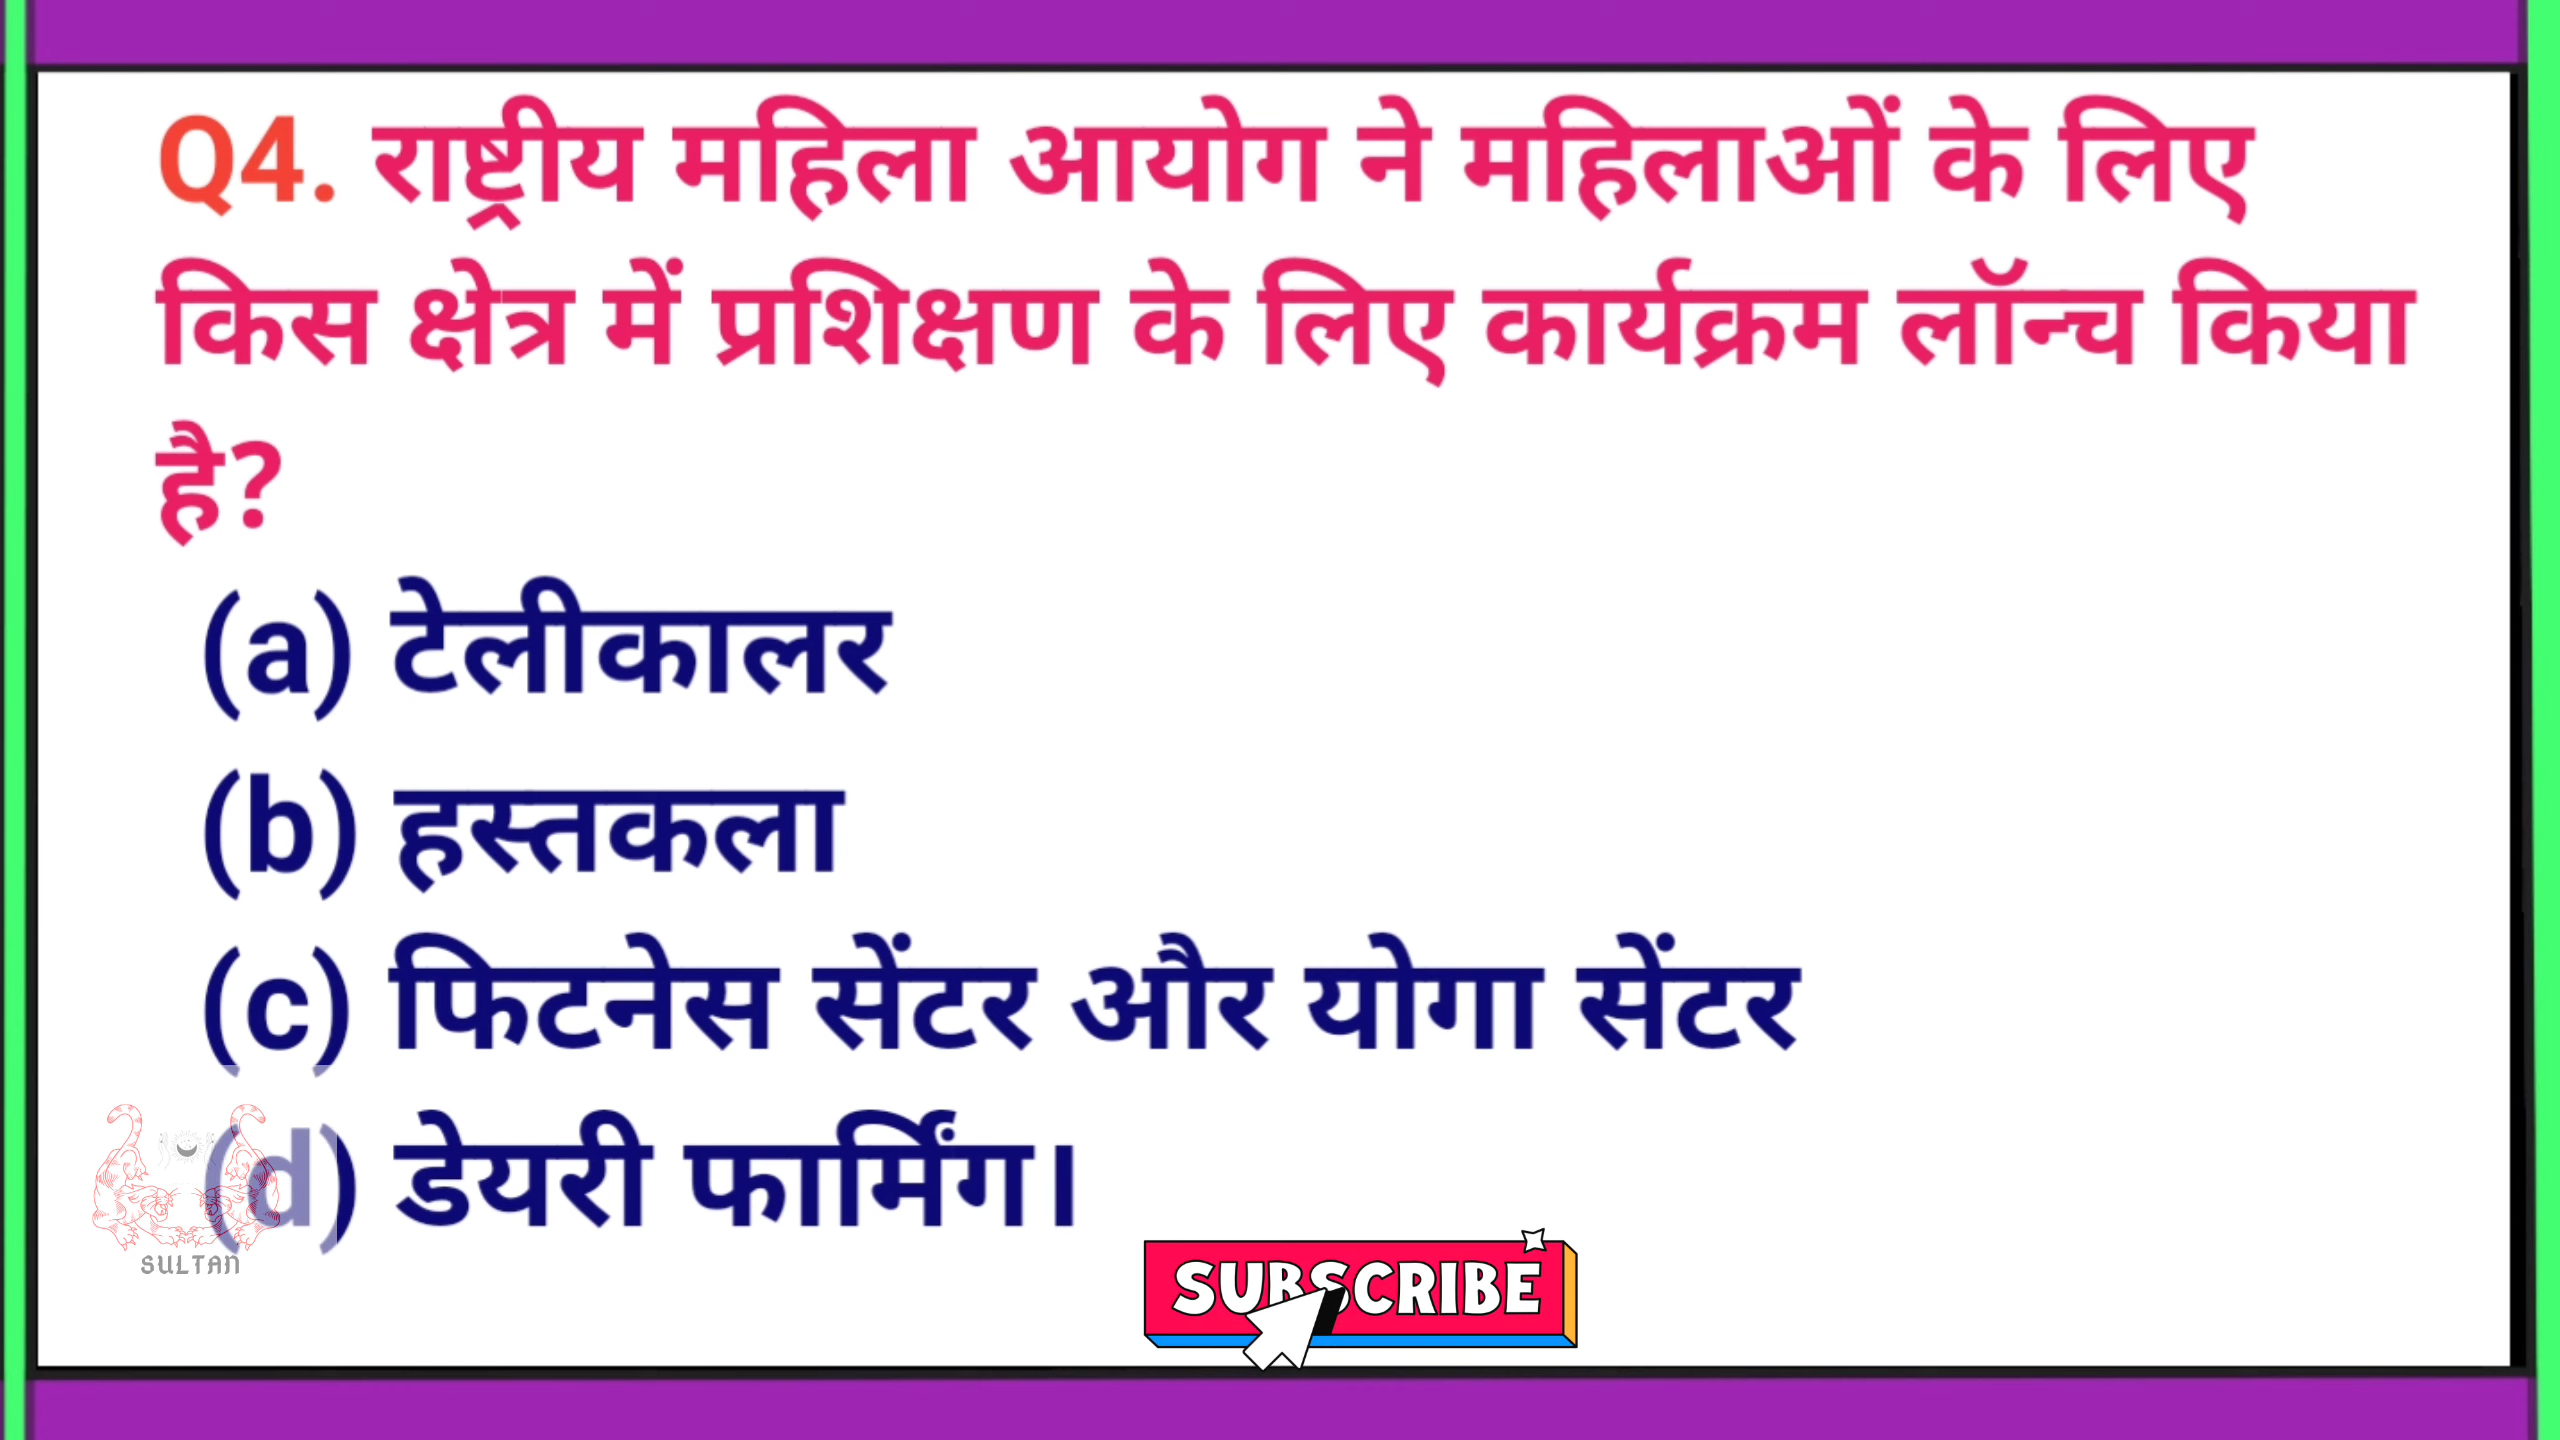 Q4. राष्ट्रीय महिला आयोग ने महिलाओं के लिए
किस क्षेत्र में प्रशिक्षण के लिए कार्यक्रम लॉन्च किया
है?
(a) टेलीकालर
(b) हस्तकला
(c) फिटनेस सेंटर और योगा सेंटर
(d) डेयरी फार्मिंग।
SULTAN
SUBSCRIBE